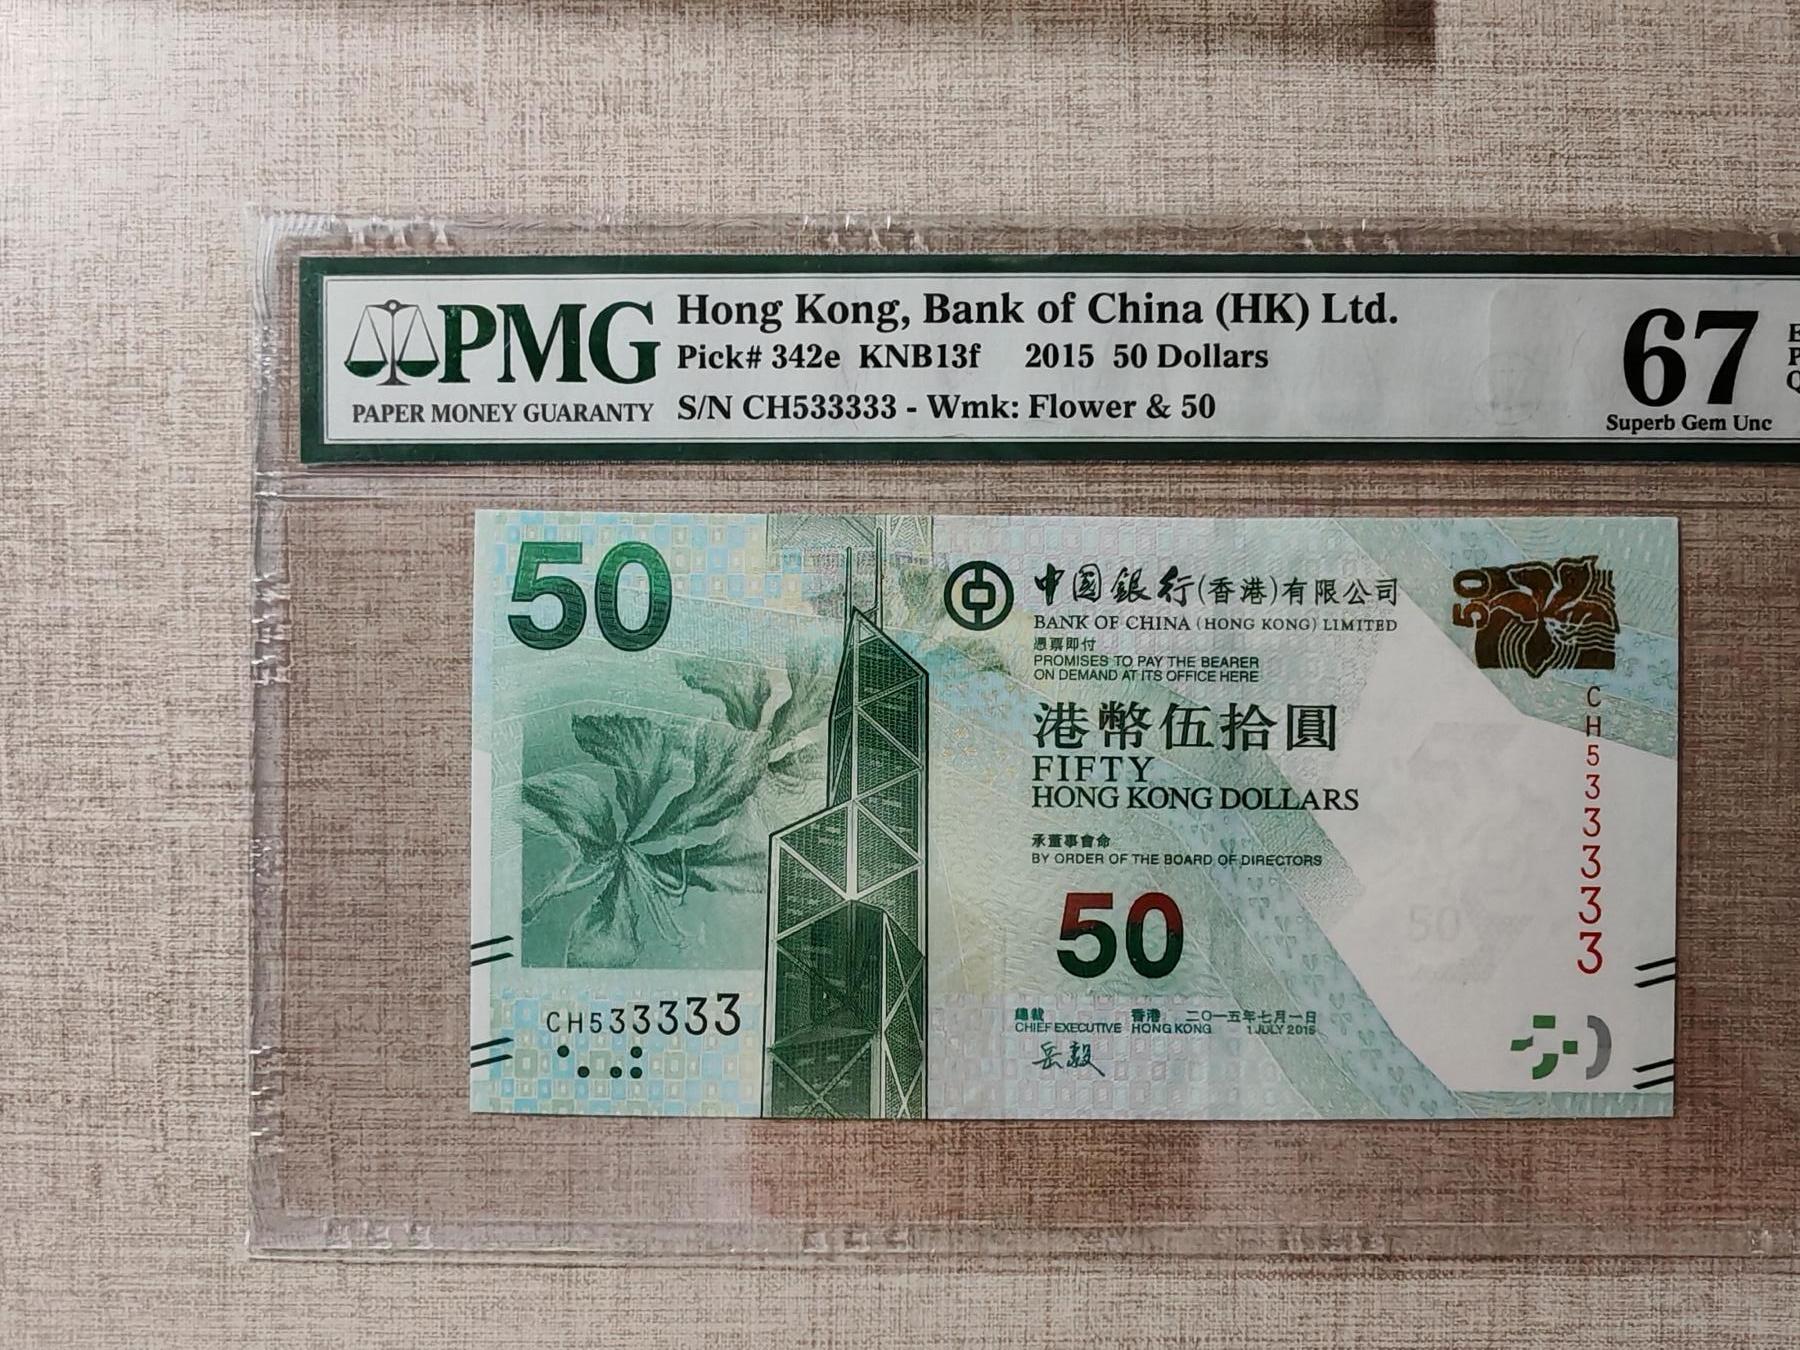 PMG
PAPER MONEY GUARANTY
Hong Kong, Bank of China (HK) Ltd.
Pick# 342e KNB13f 2015 50 Dollars
S/N CH533333 - Wmk: Flower & 50
67
Superb Gem Unc
E
P
Q
50
中國銀行(香港)有限公司
BANK OF CHINA (HONG KONG) LIMITED
憑票即付
PROMISES TO PAY THE BEARER
ON DEMAND AT ITS OFFICE HERE
港幣伍拾圓
FIFTY
HONG KONG DOLLARS
承董事會命
BY ORDER OF THE BOARD OF DIRECTORS
50
總裁 香港 二〇一五年七月一日
CHIEF EXECUTIVE HONG KONG 1 JULY 2015
岳毅
CH533333
50
CH533333
50
50